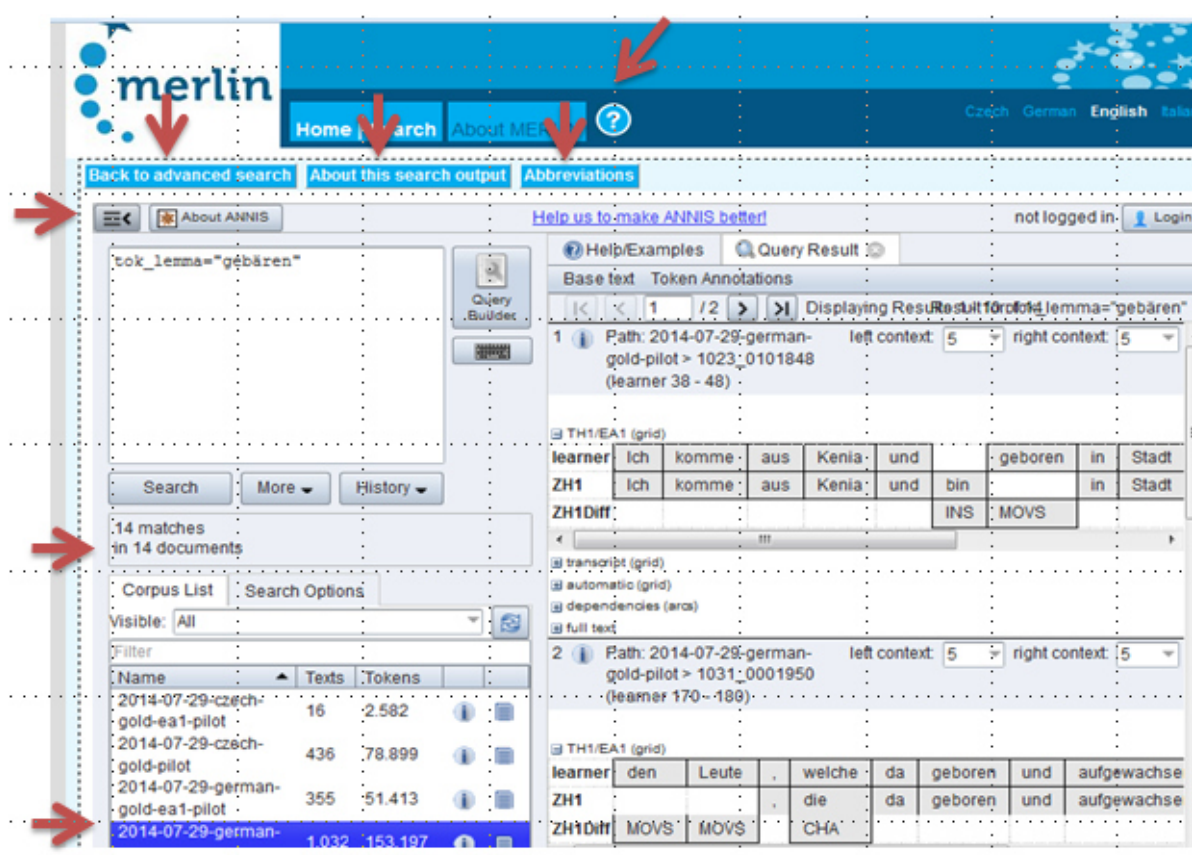 merlin
Home Search About MER
?
Czech German English Italia
Back to advanced search About this search output Abbreviations
About ANNIS
Help us to make ANNIS better!
not logged in Login
tok_lemma="gebären"
Query
Builder
Search More History
14 matches
in 14 documents
Corpus List Search Options
Visible: All
Filter
Name Texts Tokens
2014-07-29-czech-
gold-ea1-pilot 16 2.582
2014-07-29-czech-
gold-pilot 436 78.899
2014-07-29-german-
gold-ea1-pilot 355 51.413
2014-07-29-german-
1.032 153.197
Help/Examples Query Result
Base text Token Annotations
1 / 2 Displaying lemma="gebären"
1 Path: 2014-07-29-german- left context: 5 right context: 5
gold-pilot > 1023_0101848
(learner 38 - 48)
TH1/EA1 (grid)
learner Ich komme aus Kenia und geboren in Stadt
ZH1 Ich komme aus Kenia und bin in Stadt
ZH1Diff INS MOVS
transcript (grid)
automatic (grid)
dependencies (arcs)
full text
2 Path: 2014-07-29-german- left context: 5 right context: 5
gold-pilot > 1031_0001950
(learner 170 - 180)
TH1/EA1 (grid)
learner den Leute , welche da geboren und aufgewachse
ZH1 , die da geboren und aufgewachse
ZH1Diff MOVS MOVS CHA